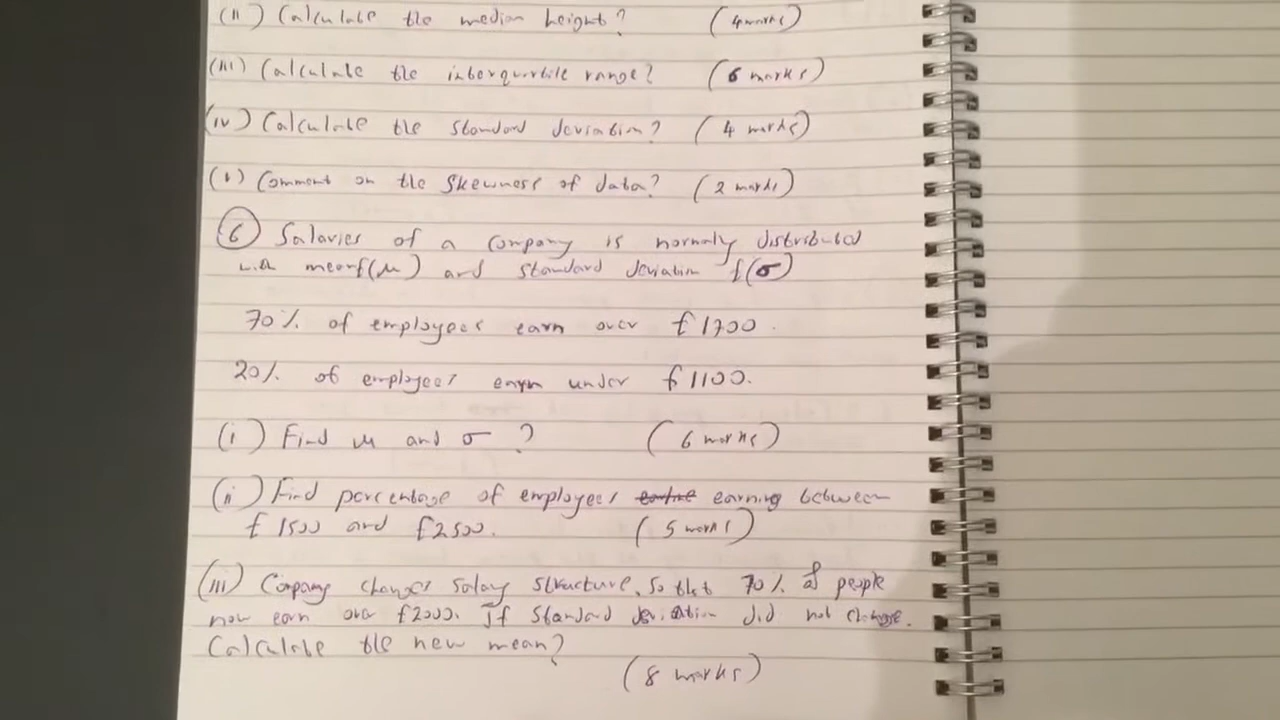 (ii) Calculate the median height? (4 marks)
(iii) Calculate the interquartile range? (6 marks)
(iv) Calculate the standard deviation? (4 marks)
(v) Comment on the skewness of data? (2 marks)
6 Salaries of a company is normaly distributed
with mean £(μ) and standard deviation £(σ)
70% of employees earn over £1700.
20% of employees earn under £1100.
(i) Find μ and σ? (6 marks)
(ii) Find percentage of employees earning between
£1500 and £2500. (5 marks)
(iii) Company changes salary structure, so that 70% of people
now earn over £2000. If standard deviation did not change.
Calculate the new mean?
(8 marks)